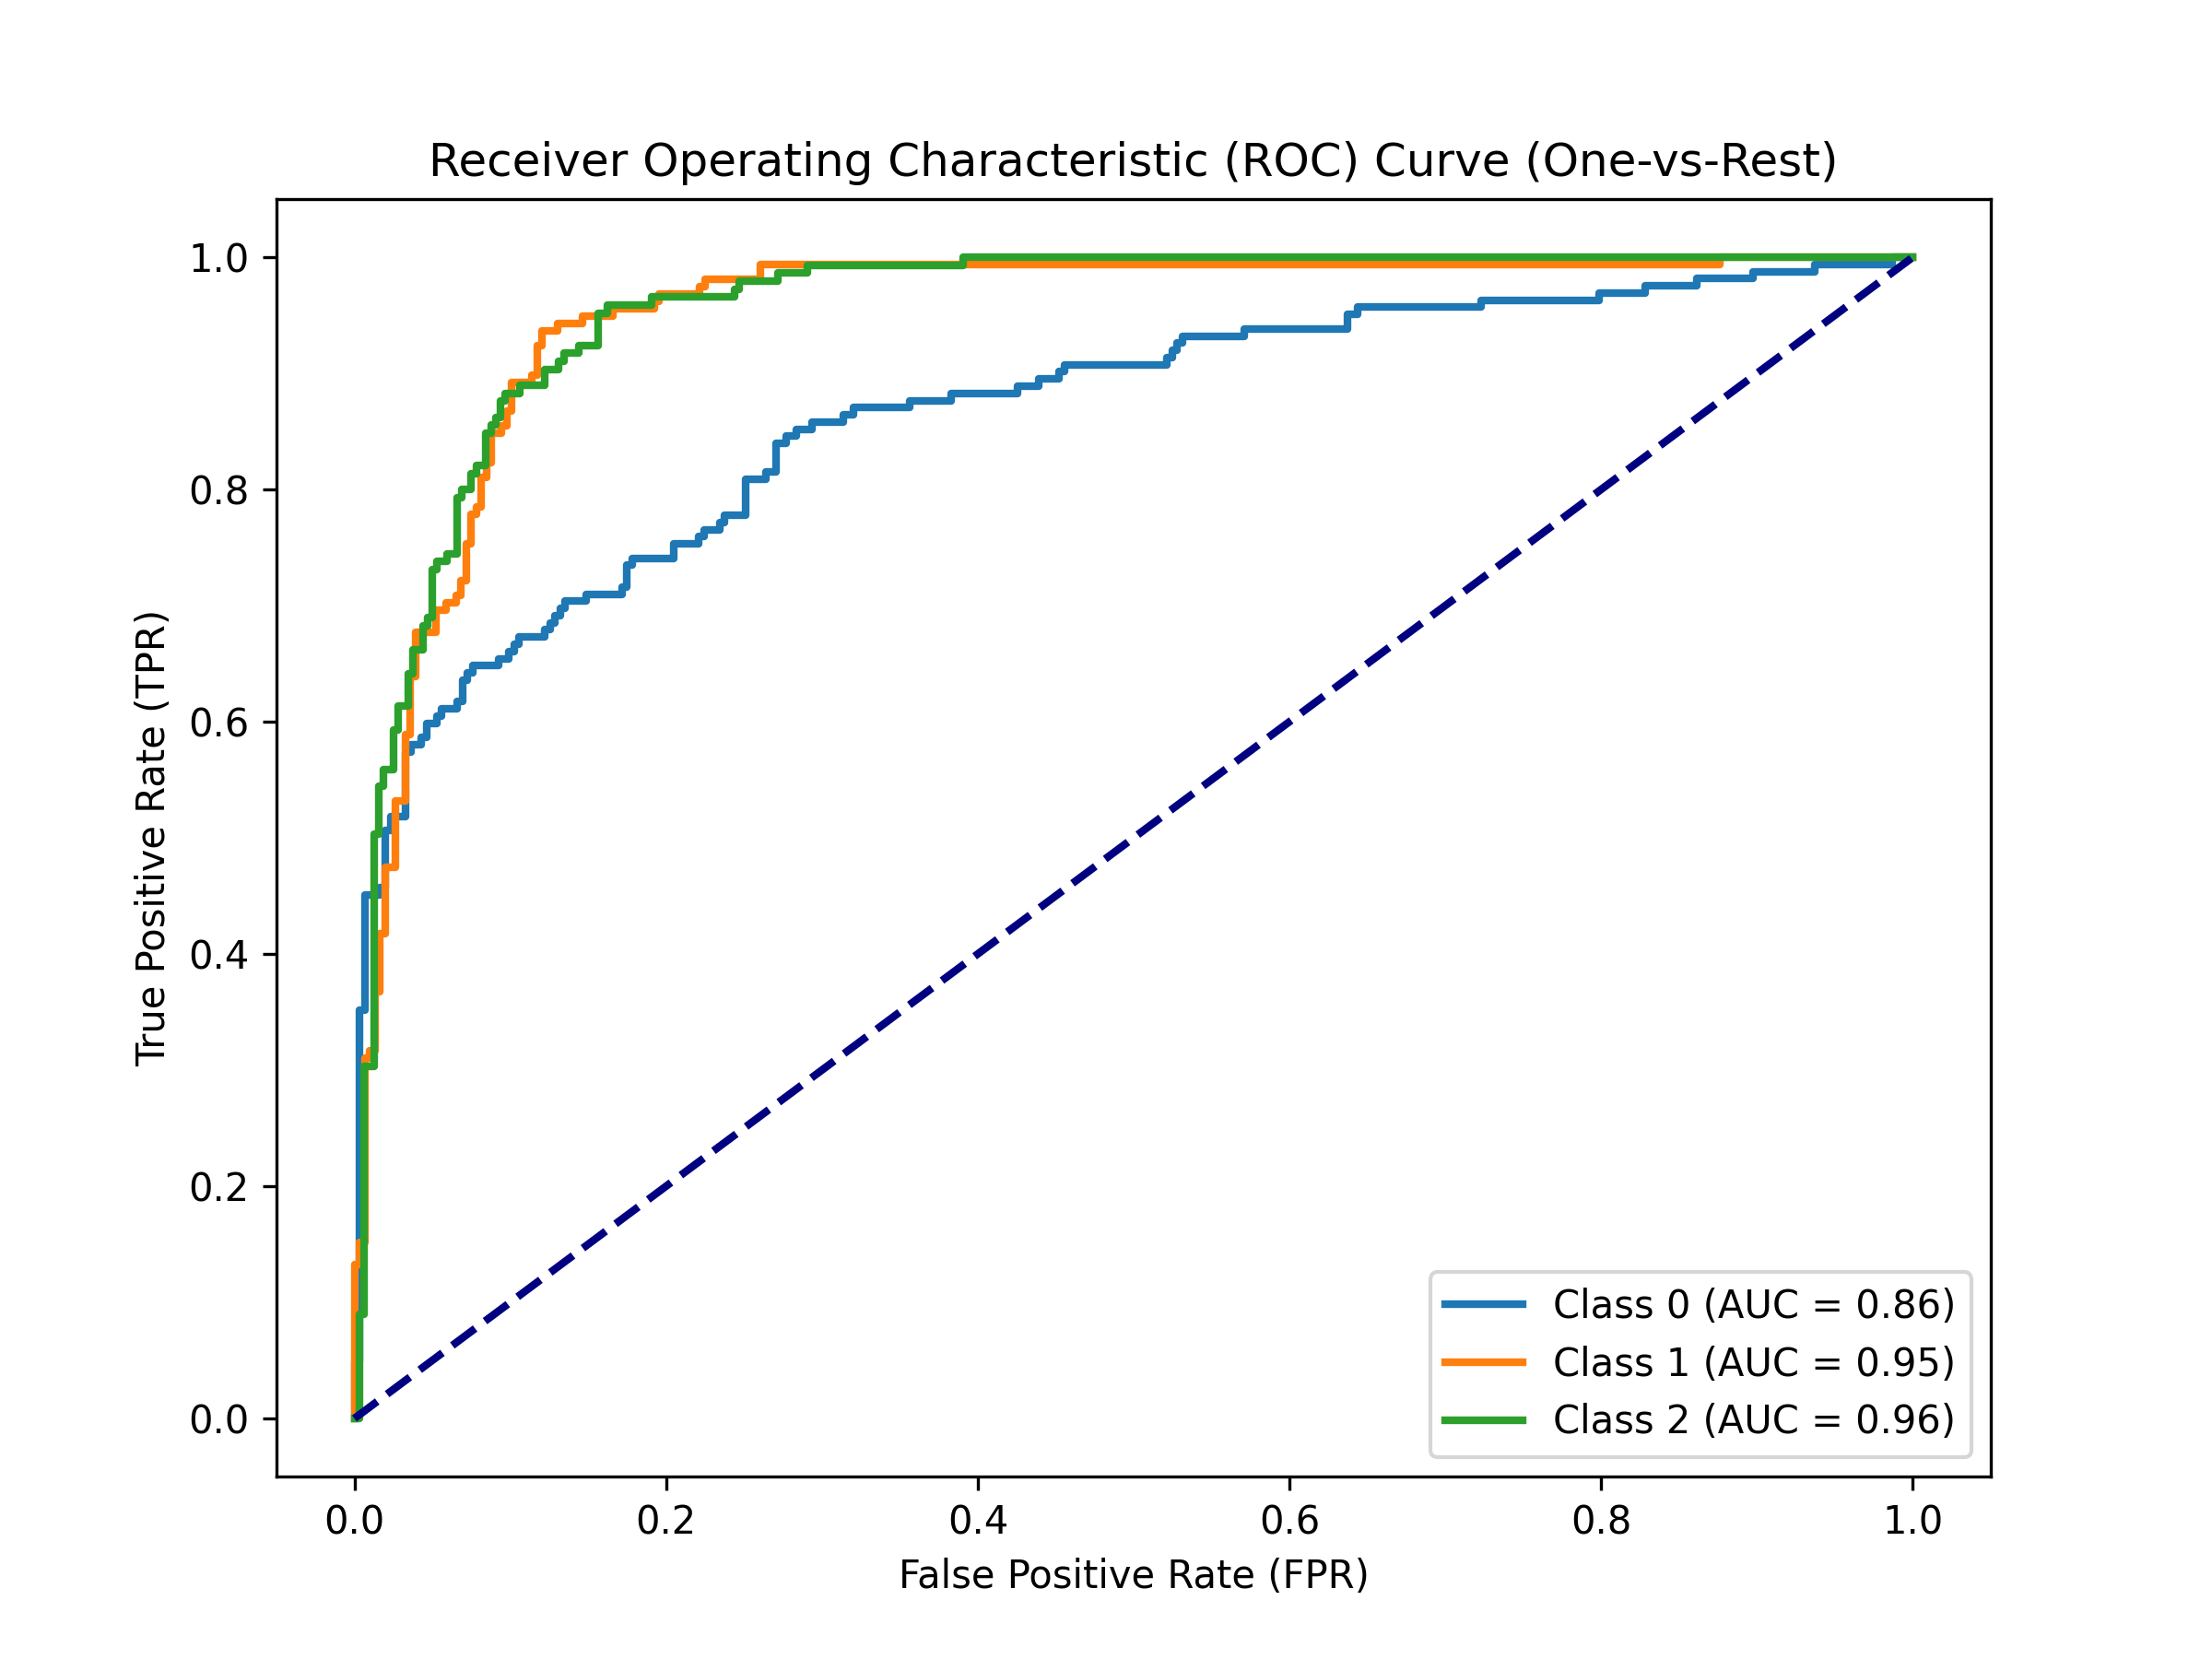 Receiver Operating Characteristic (ROC) Curve (One-vs-Rest)
1.0
0.8
0.6
0.4
0.2
0.0
True Positive Rate (TPR)
0.0 0.2 0.4 0.6 0.8 1.0
False Positive Rate (FPR)
Class 0 (AUC = 0.86)
Class 1 (AUC = 0.95)
Class 2 (AUC = 0.96)